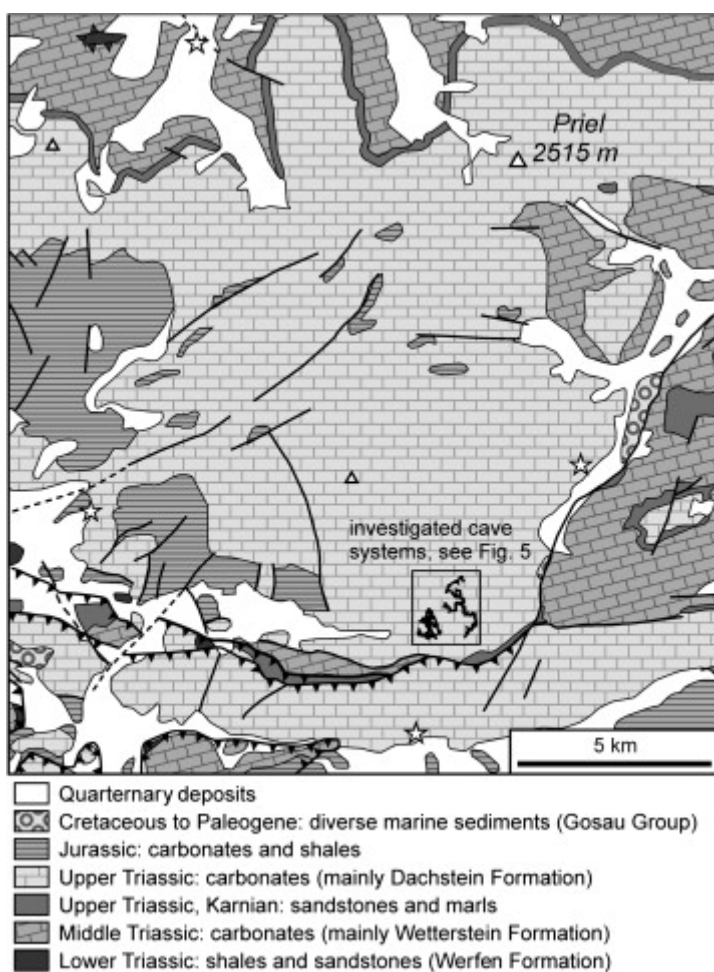 Priel
2515 m
investigated cave
systems, see Fig. 5
5 km
Quarternary deposits
Cretaceous to Paleogene: diverse marine sediments (Gosau Group)
Jurassic: carbonates and shales
Upper Triassic: carbonates (mainly Dachstein Formation)
Upper Triassic, Karnian: sandstones and marls
Middle Triassic: carbonates (mainly Wetterstein Formation)
Lower Triassic: shales and sandstones (Werfen Formation)